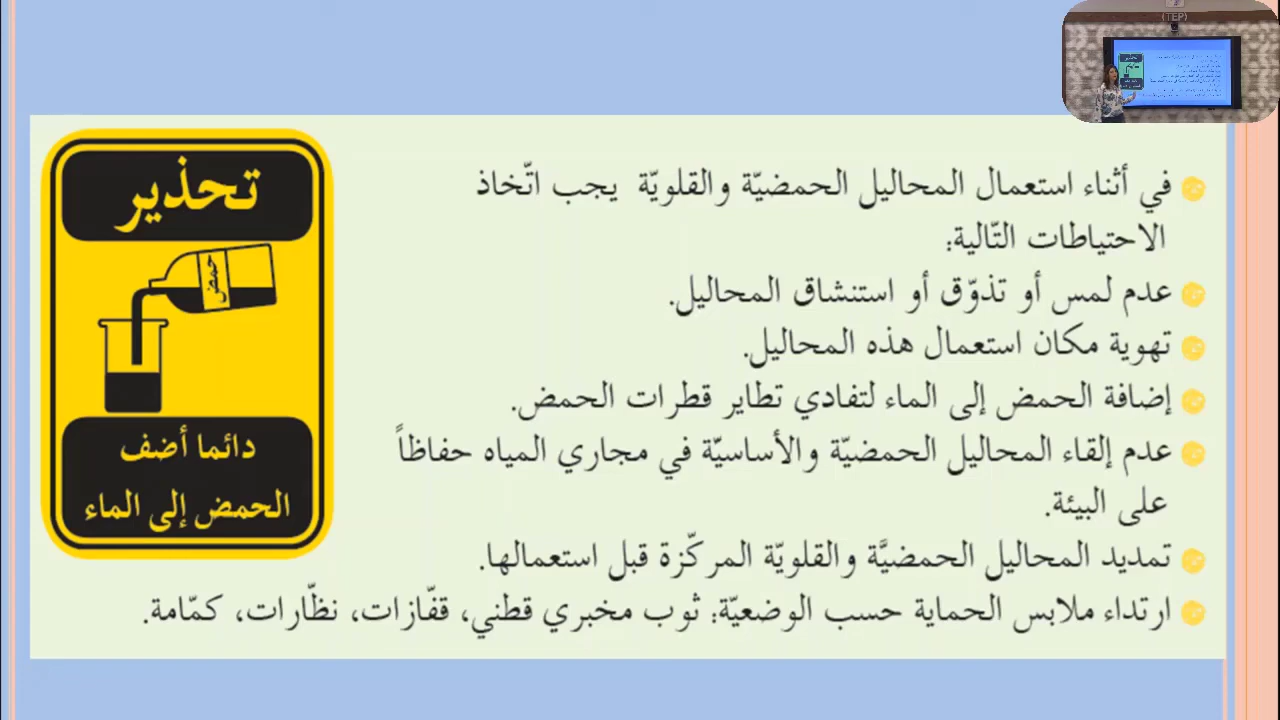 (TEP)
تحذير
حمض
دائما أضف
الحمض إلى الماء
في أثناء استعمال المحاليل الحمضيّة والقلويّة يجب اتّخاذ
الاحتياطات التّالية:
عدم لمس أو تذوّق أو استنشاق المحاليل.
تهوية مكان استعمال هذه المحاليل.
إضافة الحمض إلى الماء لتفادي تطاير قطرات الحمض.
عدم إلقاء المحاليل الحمضيّة والأساسيّة في مجاري المياه حفاظاً
على البيئة.
تمديد المحاليل الحمضيَّة والقلويّة المركّزة قبل استعمالها.
ارتداء ملابس الحماية حسب الوضعيّة: ثوب مخبري قطني، قفّازات، نظّارات، كمّامة.